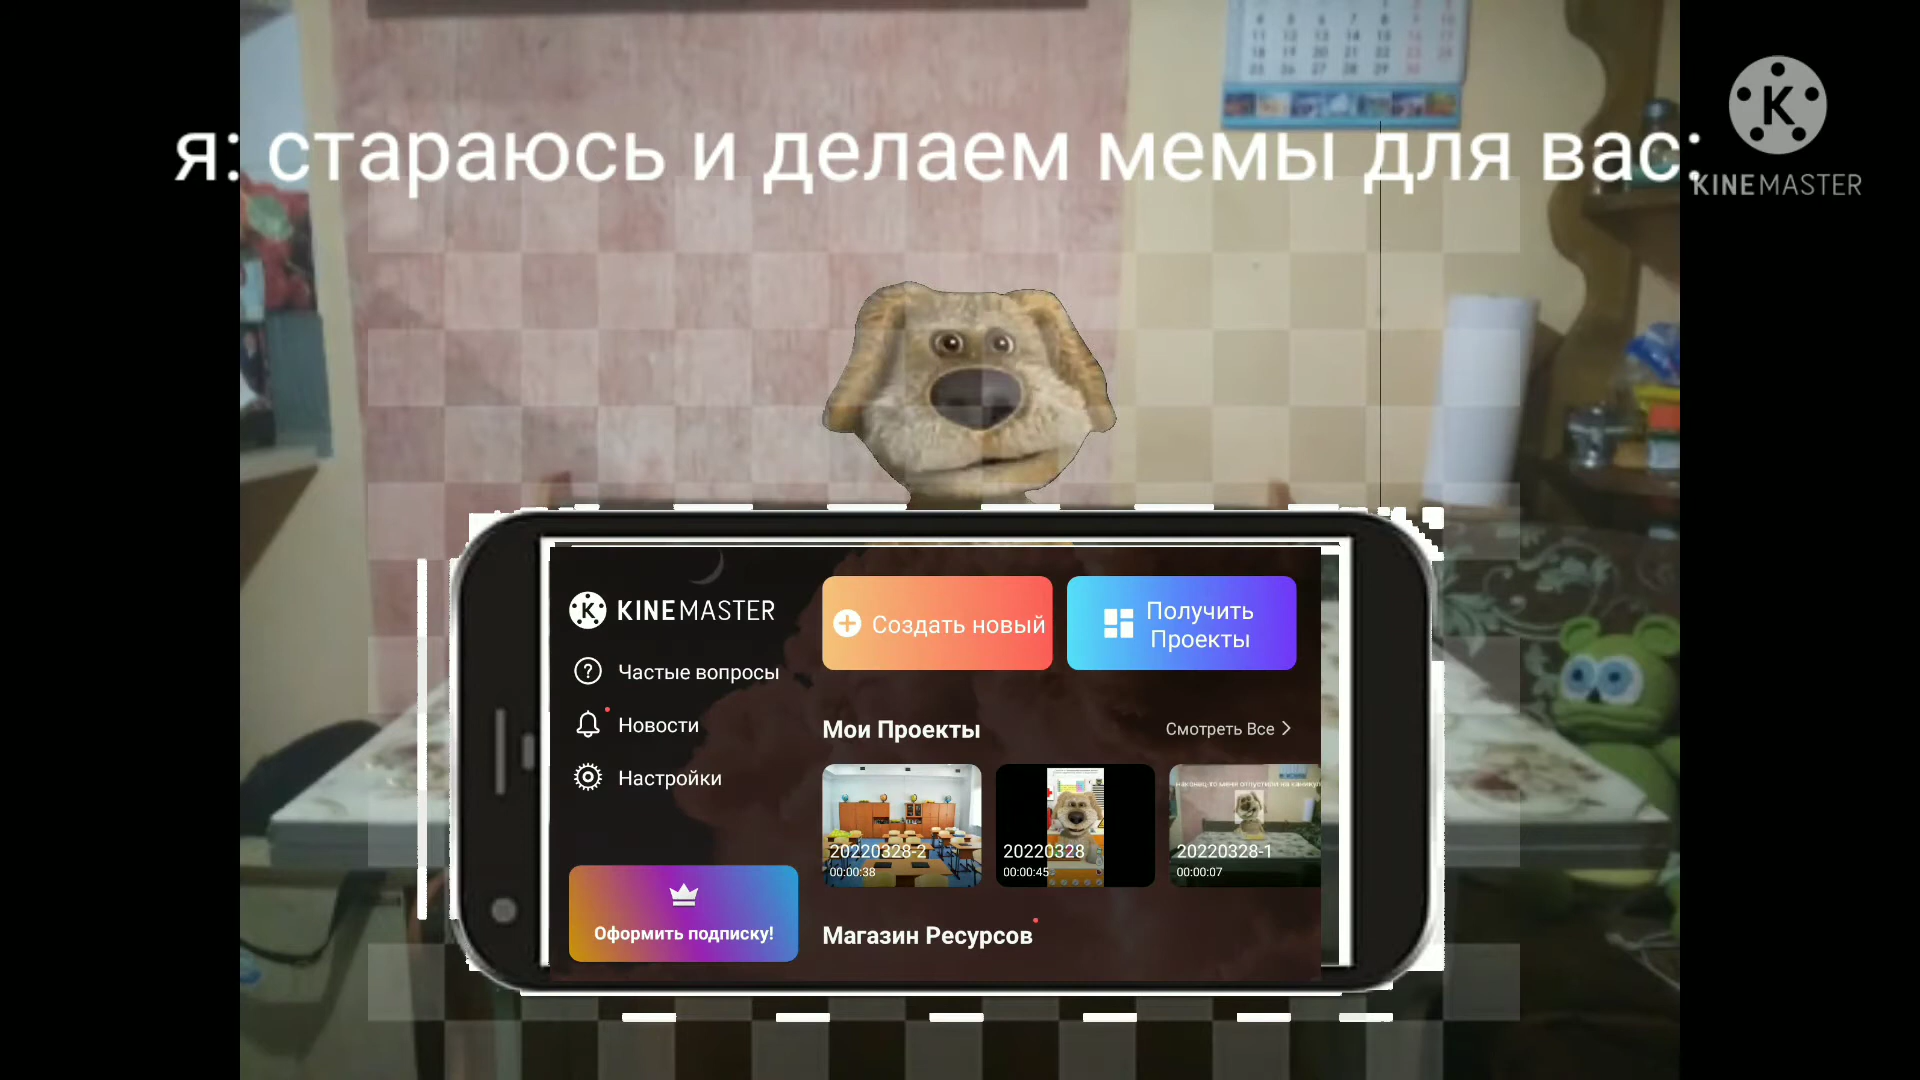 я: стараюсь и делаем мемы для вас:
K
KINEMASTER
K KINEMASTER
Частые вопросы
Новости
Настройки
Оформить подписку!
Создать новый
Получить
Проекты
Мои Проекты
Смотреть Все
20220328-2
00:00:38
20220328
00:00:45
20220328-1
00:00:07
Магазин Ресурсов